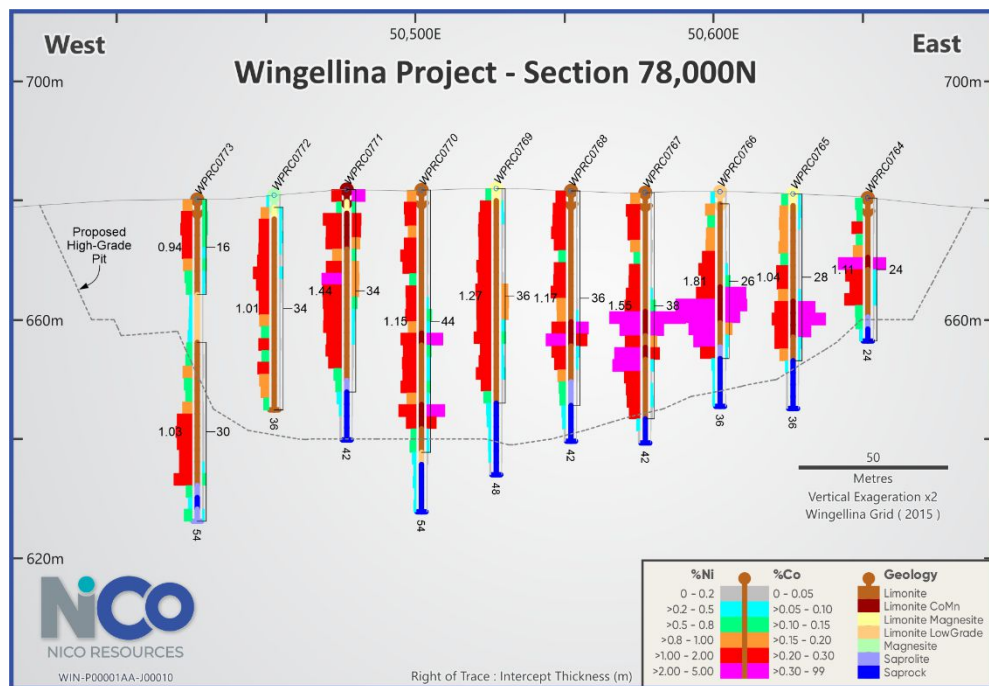 West
50,500E
50,600E
East
Wingellina Project - Section 78,000N
700m
700m
WPRC0773
WPRC0772
WPRC0771
WPRC0770
WPRC0769
WPRC0768
WPRC0767
WPRC0766
WPRC0765
WPRC0764
Proposed
High-Grade
Pit
0.94
16
1.01
34
1.44
34
1.15
44
1.27
36
1.17
36
1.55
38
1.81
26
1.04
28
1.11
24
1.03
30
660m
660m
54
36
42
54
48
42
42
36
36
24
50
Metres
Vertical Exageration x2
Wingellina Grid ( 2015 )
620m
NiCo
NICO RESOURCES
WIN-P00001AA-J00010
Right of Trace : Intercept Thickness (m)
%Ni %Co Geology
0 - 0.2 0 - 0.05 Limonite
>0.2 - 0.5 >0.05 - 0.10 Limonite CoMn
>0.5 - 0.8 >0.10 - 0.15 Limonite Magnesite
>0.8 - 1.00 >0.15 - 0.20 Limonite LowGrade
>1.00 - 2.00 >0.20 - 0.30 Magnesite
>2.00 - 5.00 >0.30 - 99 Saprolite
Saprock